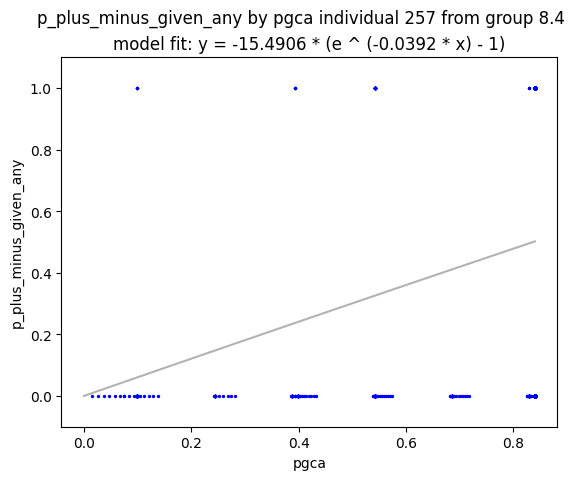 p_plus_minus_given_any by pgca individual 257 from group 8.4
model fit: y = -15.4906 * (e ^ (-0.0392 * x) - 1)
1.0
0.8
0.6
0.4
0.2
0.0
p_plus_minus_given_any
0.0 0.2 0.4 0.6 0.8
pgca